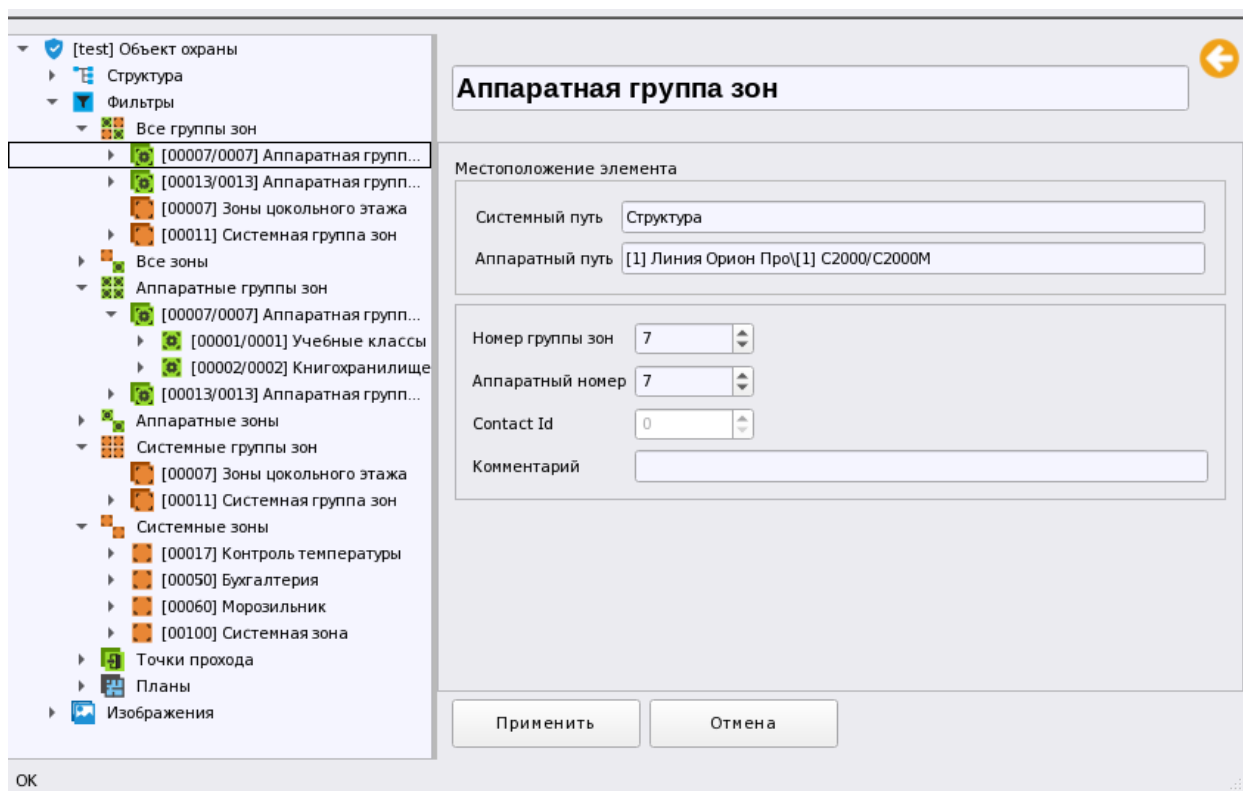 [test] Объект охраны
Структура
Фильтры
Все группы зон
[00007/0007] Аппаратная групп...
[00013/0013] Аппаратная групп...
[00007] Зоны цокольного этажа
[00011] Системная группа зон
Все зоны
Аппаратные группы зон
[00007/0007] Аппаратная групп...
[00001/0001] Учебные классы
[00002/0002] Книгохранилище
[00013/0013] Аппаратная групп...
Аппаратные зоны
Системные группы зон
[00007] Зоны цокольного этажа
[00011] Системная группа зон
Системные зоны
[00017] Контроль температуры
[00050] Бухгалтерия
[00060] Морозильник
[00100] Системная зона
Точки прохода
Планы
Изображения
Аппаратная группа зон
Местоположение элемента
Системный путь Структура
Аппаратный путь [1] Линия Орион Про\[1] С2000/С2000М
Номер группы зон 7
Аппаратный номер 7
Contact Id 0
Комментарий
Применить Отмена
OK